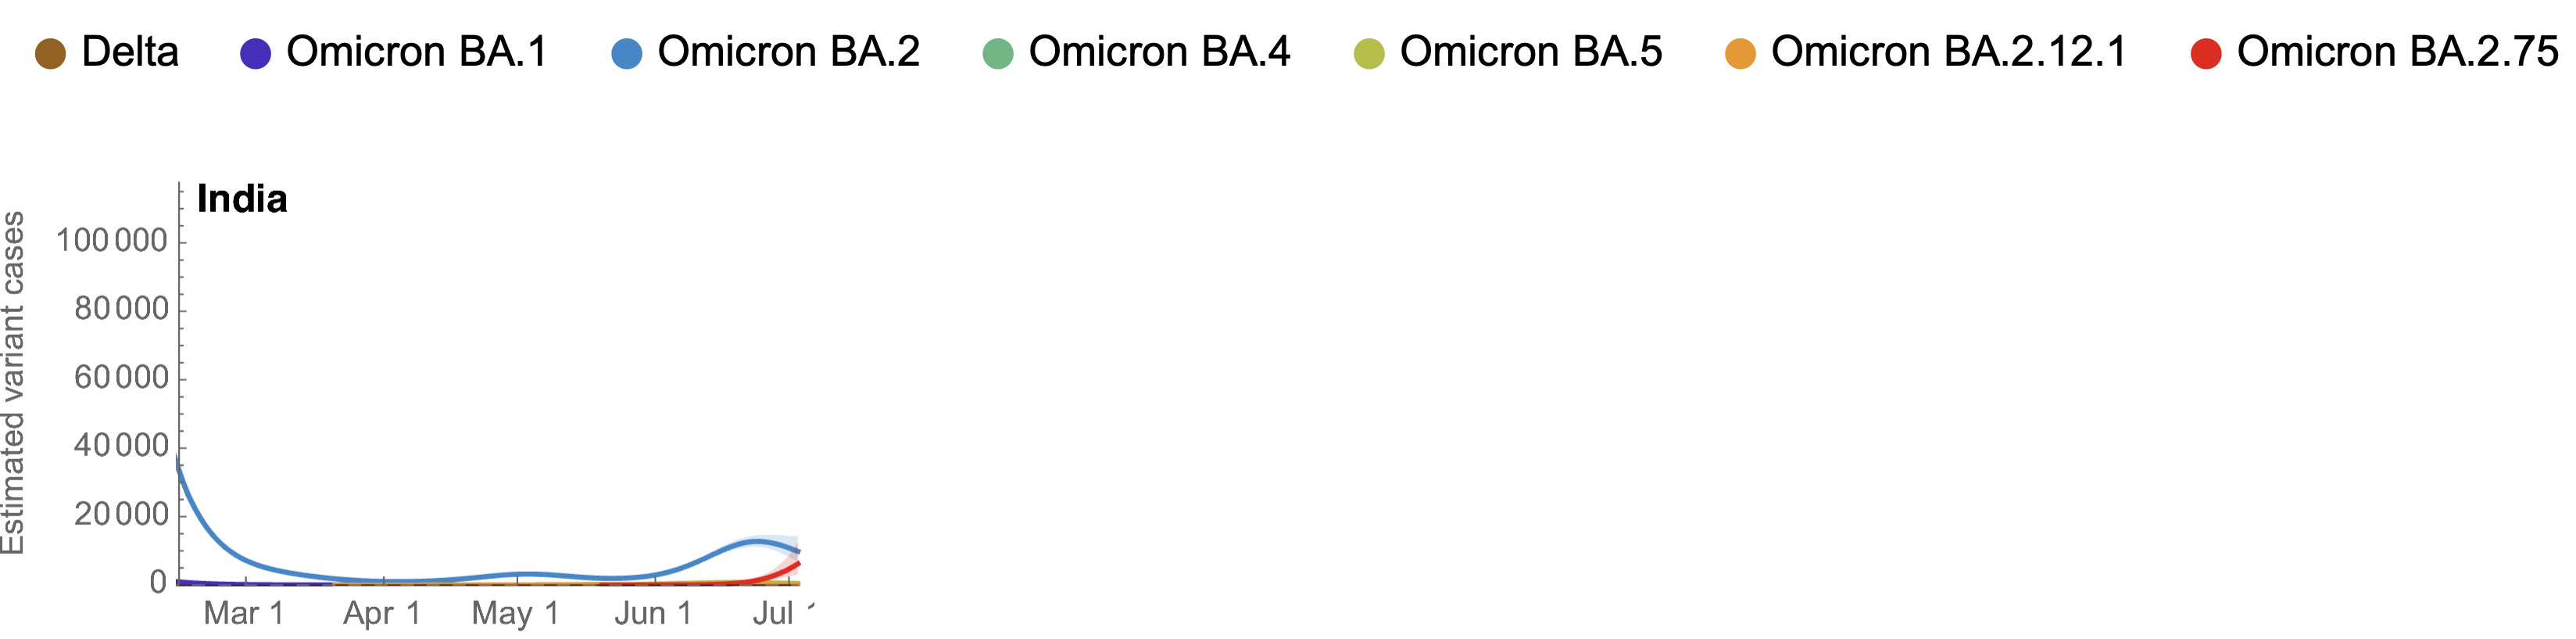 Delta Omicron BA.1 Omicron BA.2 Omicron BA.4 Omicron BA.5 Omicron BA.2.12.1 Omicron BA.2.75
India
Estimated variant cases
100 000
80 000
60 000
40 000
20 000
0
Mar 1 Apr 1 May 1 Jun 1 Jul